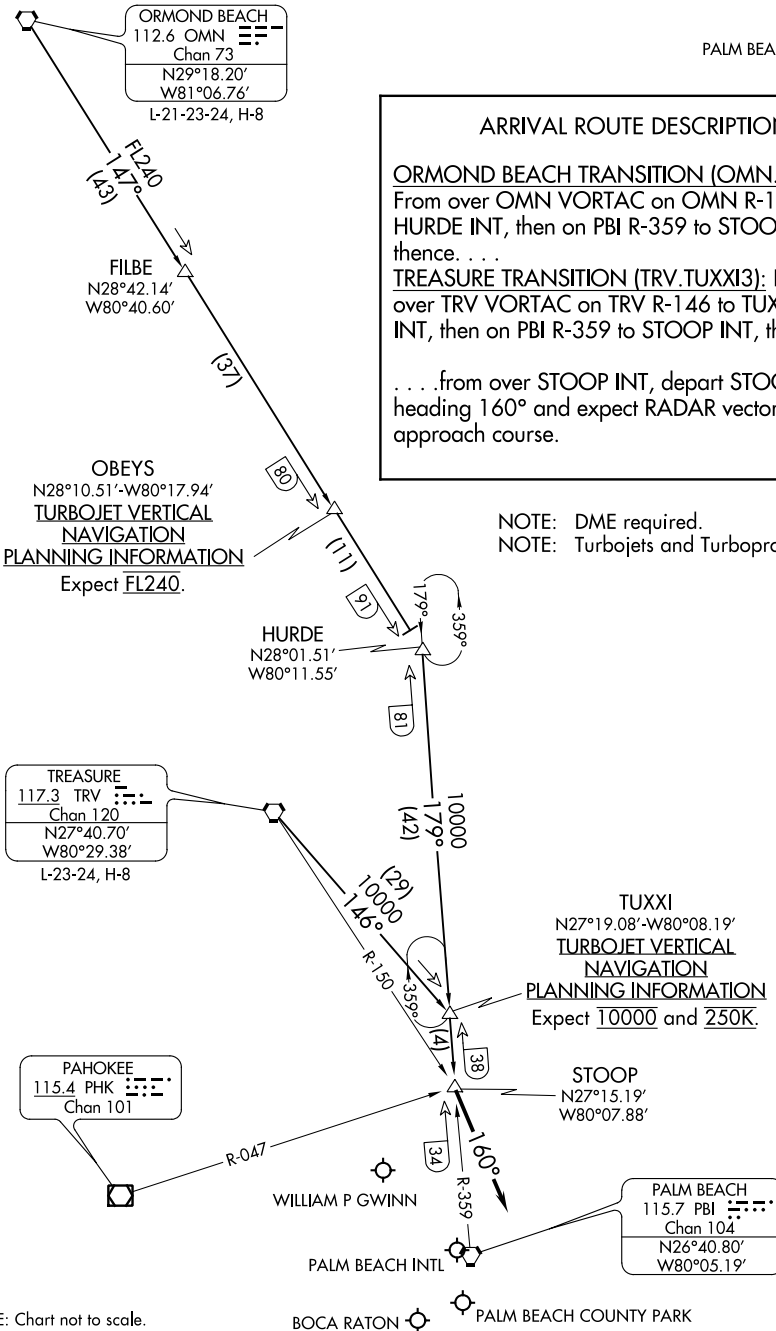 ORMOND BEACH
112.6 OMN
Chan 73
N29°18.20'
W81°06.76'
L-21-23-24, H-8
PALM BEA
ARRIVAL ROUTE DESCRIPTION
ORMOND BEACH TRANSITION (OMN.
From over OMN VORTAC on OMN R-1
HURDE INT, then on PBI R-359 to STOO
thence. . . .
TREASURE TRANSITION (TRV.TUXXI3):
over TRV VORTAC on TRV R-146 to TUX
INT, then on PBI R-359 to STOOP INT, th
. . . .from over STOOP INT, depart STOO
heading 160° and expect RADAR vector
approach course.
FL240
147°
(43)
FILBE
N28°42.14'
W80°40.60'
(37)
OBEYS
N28°10.51'-W80°17.94'
TURBOJET VERTICAL
NAVIGATION
PLANNING INFORMATION
Expect FL240.
80
(11)
91
NOTE: DME required.
NOTE: Turbojets and Turbopro
HURDE
N28°01.51'
W80°11.55'
179°
359°
81
TREASURE
117.3 TRV
Chan 120
N27°40.70'
W80°29.38'
L-23-24, H-8
10000
179°
(42)
(29)
10000
146°
R-150
359°
TUXXI
N27°19.08'-W80°08.19'
TURBOJET VERTICAL
NAVIGATION
PLANNING INFORMATION
Expect 10000 and 250K.
(4)
38
PAHOKEE
115.4 PHK
Chan 101
STOOP
N27°15.19'
W80°07.88'
R-047
34
160°
R-359
WILLIAM P GWINN
PALM BEACH
115.7 PBI
Chan 104
N26°40.80'
W80°05.19'
PALM BEACH INTL
E: Chart not to scale.
BOCA RATON
PALM BEACH COUNTY PARK